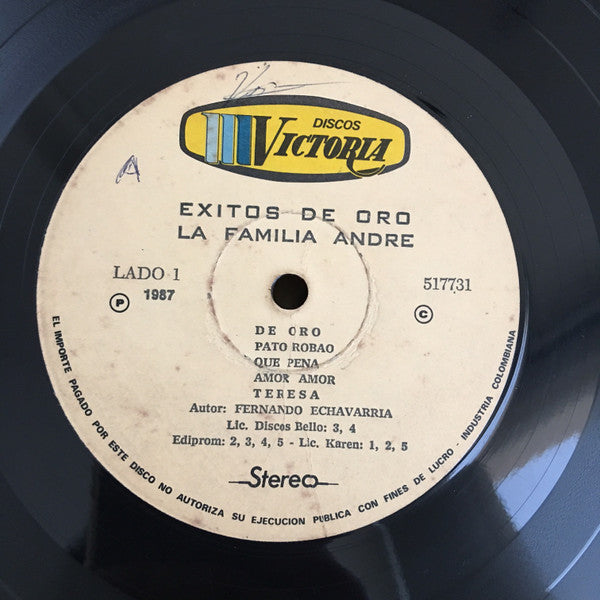 DISCOS
VICTORIA
A
EXITOS DE ORO
LA FAMILIA ANDRE
LADO 1
517731
Ⓟ 1987
©
DE ORO
PATO ROBAO
QUE PENA
AMOR AMOR
TERESA
Autor: FERNANDO ECHAVARRIA
Lic. Discos Bello: 3, 4
Ediprom: 2, 3, 4, 5 - Lic. Karen: 1, 2, 5
Stereo
EL IMPORTE PAGADO POR ESTE DISCO NO AUTORIZA SU EJECUCION PUBLICA CON FINES DE LUCRO - INDUSTRIA COLOMBIANA